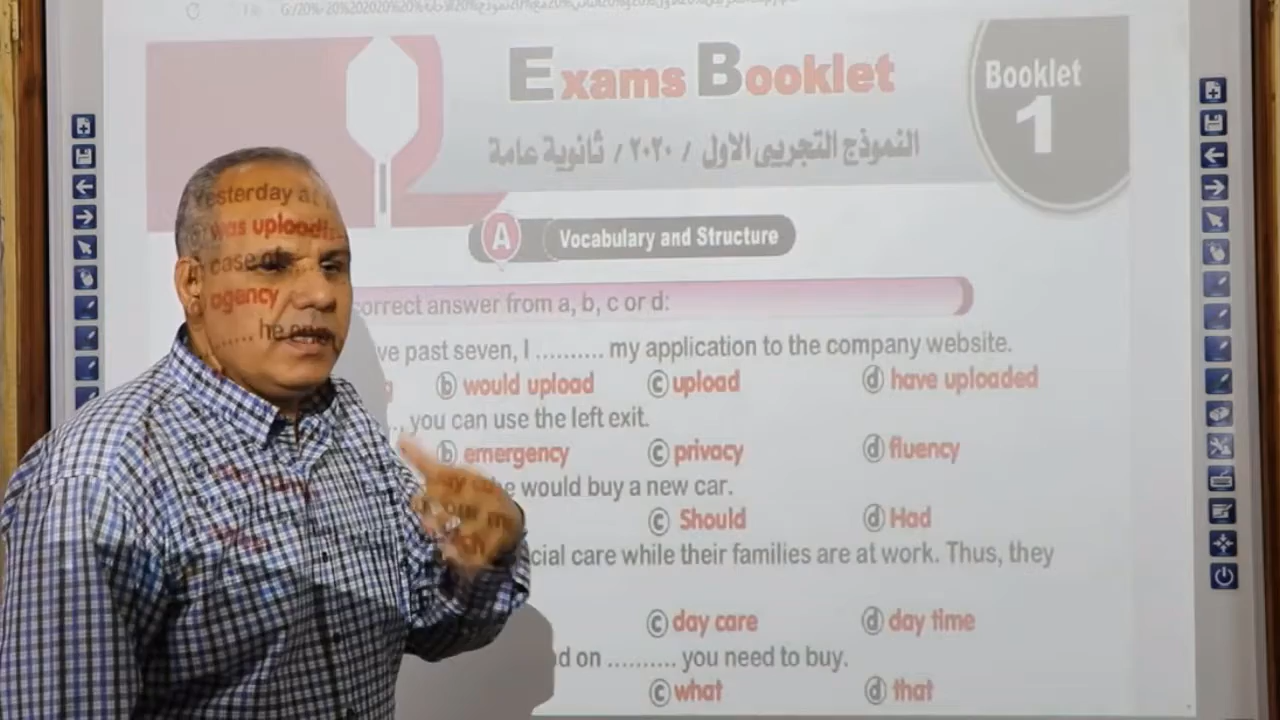 Exams Booklet
Booklet
1
النموذج التجريبى الاول / ٢٠٢٠ / ثانوية عامة
A Vocabulary and Structure
correct answer from a, b, c or d:
Yesterday at ve past seven, I .......... my application to the company website.
was uploading b would upload c upload d have uploaded
case of .., you can use the left exit.
agency b emergency c privacy d fluency
...... he would buy a new car.
c Should d Had
cial care while their families are at work. Thus, they
c day care d day time
d on .......... you need to buy.
c what d that